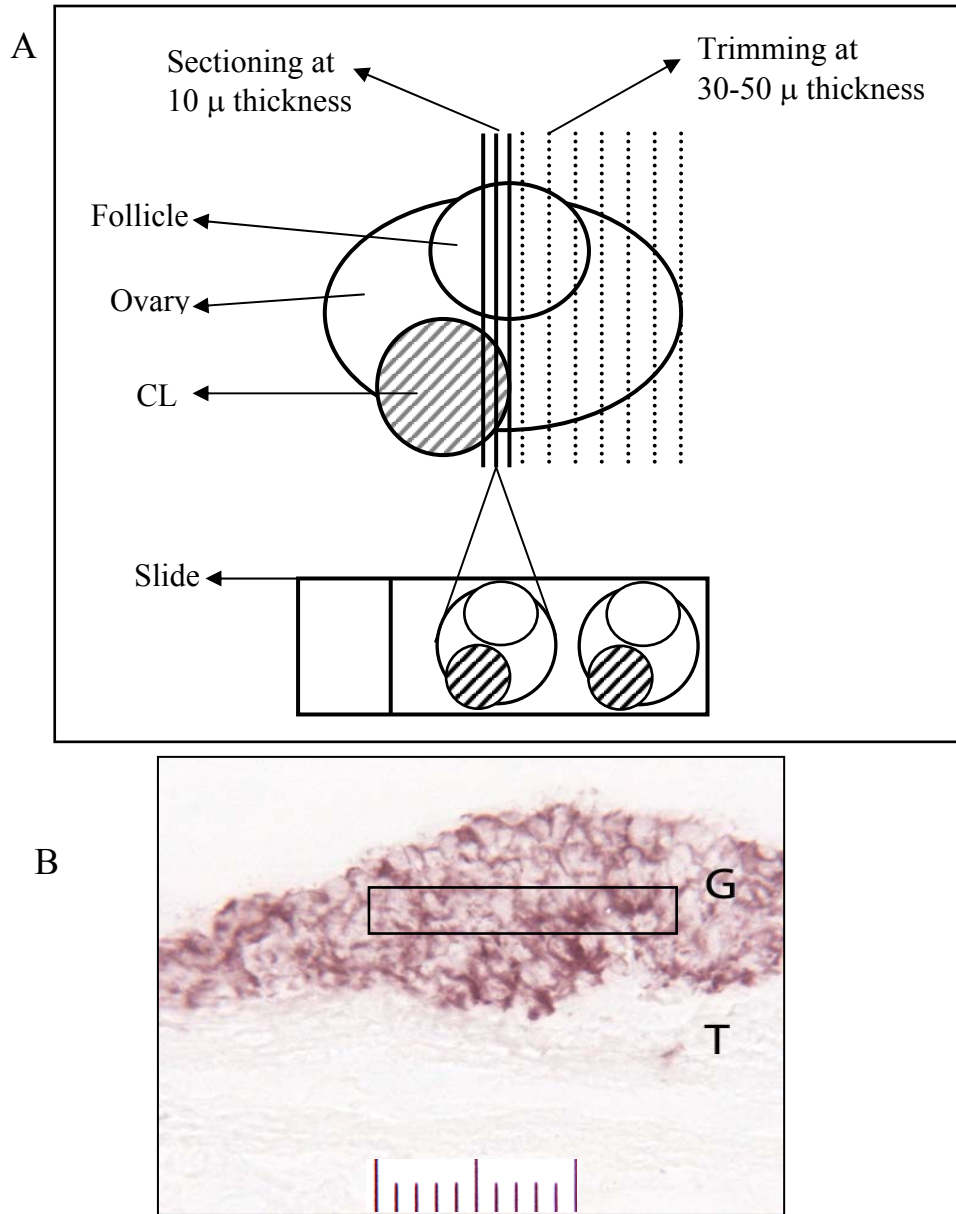 A
Sectioning at
10 μ thickness
Trimming at
30-50 μ thickness
Follicle
Ovary
CL
Slide
B
G
T